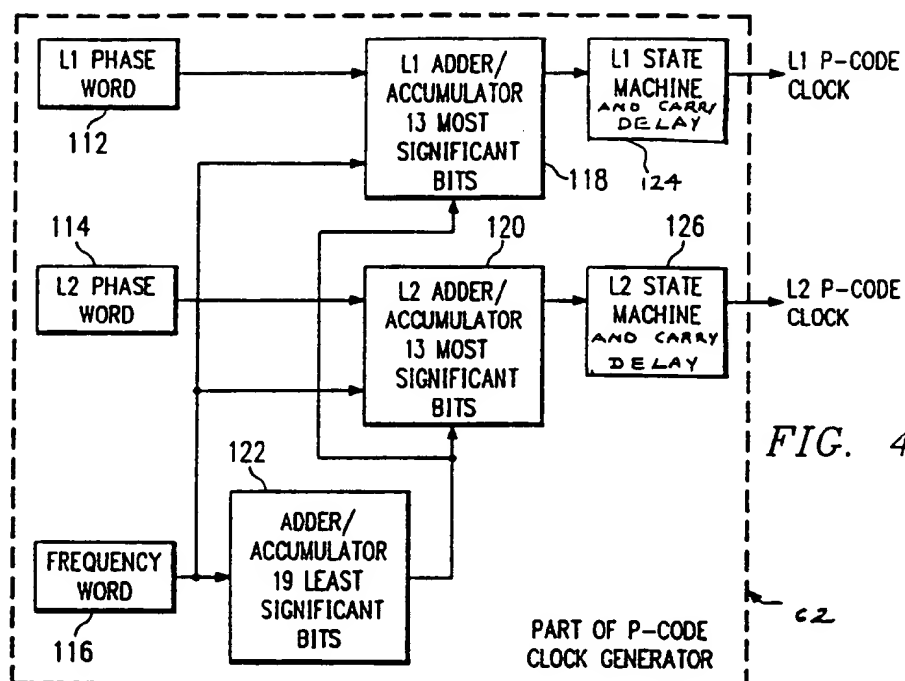 L1 PHASE
WORD
112
L1 ADDER/
ACCUMULATOR
13 MOST
SIGNIFICANT
BITS
118
L1 STATE
MACHINE
AND CARRY
DELAY
124
L1 P-CODE
CLOCK
114
L2 PHASE
WORD
120
L2 ADDER/
ACCUMULATOR
13 MOST
SIGNIFICANT
BITS
126
L2 STATE
MACHINE
AND CARRY
DELAY
L2 P-CODE
CLOCK
FIG. 4
122
ADDER/
ACCUMULATOR
19 LEAST
SIGNIFICANT
BITS
FREQUENCY
WORD
116
PART OF P-CODE
CLOCK GENERATOR
62